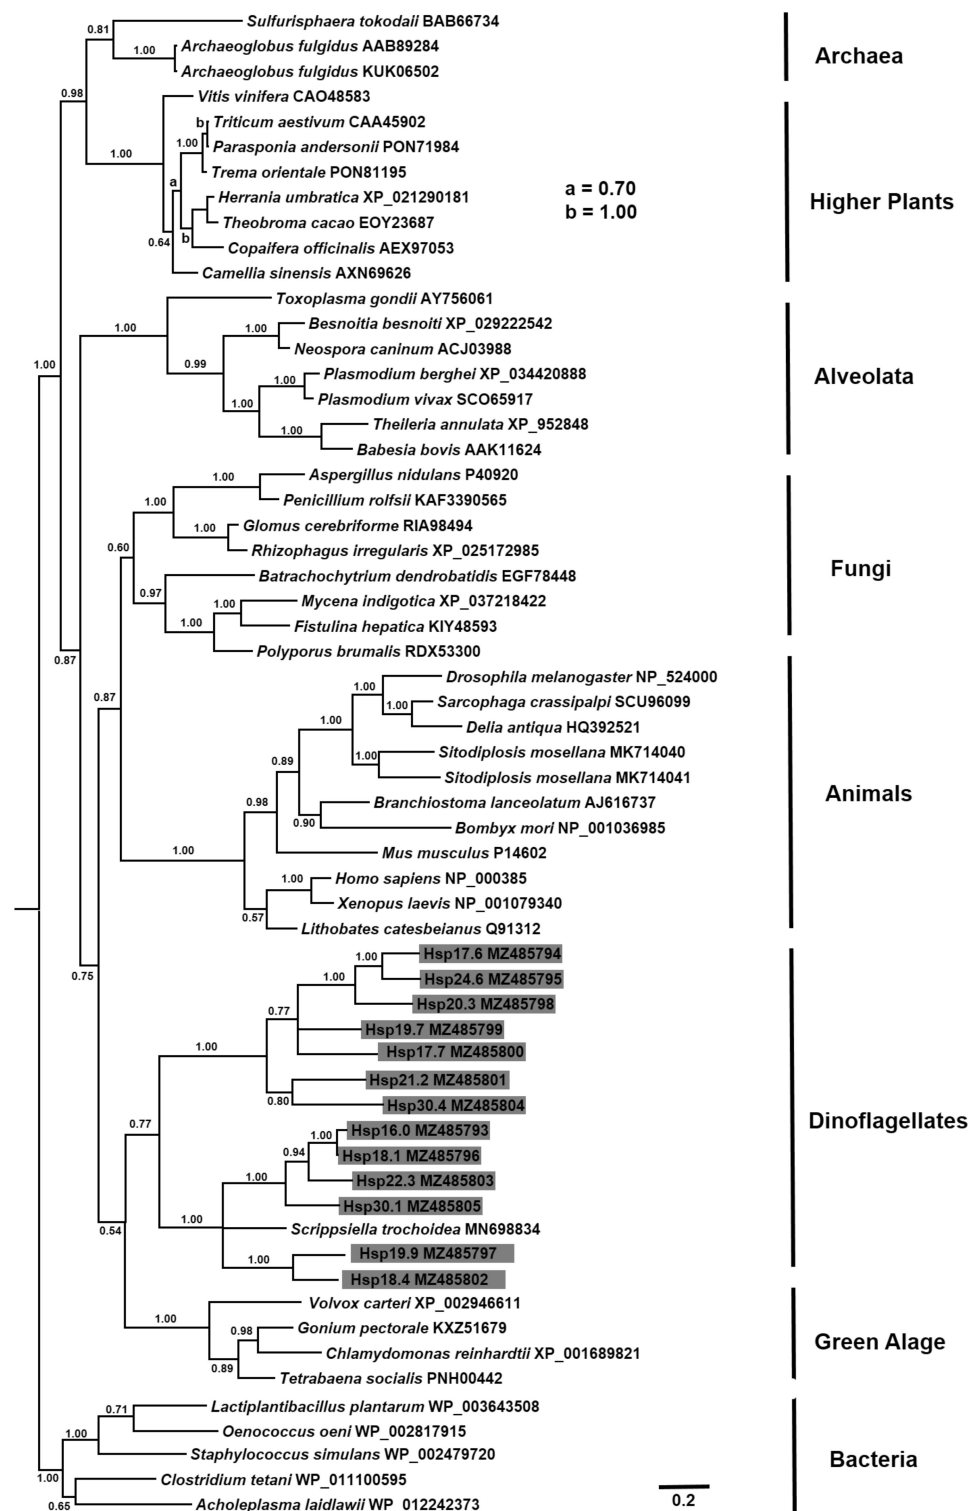 Sulfurisphaera tokodaii BAB66734
0.81
Archaeoglobus fulgidus AAB89284
1.00
Archaea
Archaeoglobus fulgidus KUK06502
0.98
Vitis vinifera CAO48583
b
Triticum aestivum CAA45902
1.00
Parasponia andersonii PON71984
1.00
Trema orientale PON81195
a
a = 0.70
Herrania umbratica XP_021290181
Higher Plants
b = 1.00
Theobroma cacao EOY23687
b
0.64
Copaifera officinalis AEX97053
Camellia sinensis AXN69626
Toxoplasma gondii AY756061
1.00
Besnoitia besnoiti XP_029222542
1.00
Neospora caninum ACJ03988
1.00
0.99
Plasmodium berghei XP_034420888
1.00
Alveolata
Plasmodium vivax SCO65917
1.00
Theileria annulata XP_952848
1.00
Babesia bovis AAK11624
Aspergillus nidulans P40920
1.00
Penicillium rolfsii KAF3390565
1.00
Glomus cerebriforme RIA98494
1.00
Rhizophagus irregularis XP_025172985
0.60
Fungi
Batrachochytrium dendrobatidis EGF78448
0.97
Mycena indigotica XP_037218422
1.00
Fistulina hepatica KIY48593
1.00
Polyporus brumalis RDX53300
0.87
Drosophila melanogaster NP_524000
1.00
0.87
Sarcophaga crassipalpi SCU96099
1.00
Delia antiqua HQ392521
1.00
Sitodiplosis mosellana MK714040
1.00
0.89
Sitodiplosis mosellana MK714041
Animals
Branchiostoma lanceolatum AJ616737
0.98
0.90
Bombyx mori NP_001036985
1.00
Mus musculus P14602
Homo sapiens NP_000385
1.00
Xenopus laevis NP_001079340
0.57
Lithobates catesbeianus Q91312
Hsp17.6 MZ485794
1.00
0.75
Hsp24.6 MZ485795
1.00
Hsp20.3 MZ485798
0.77
Hsp19.7 MZ485799
1.00
Hsp17.7 MZ485800
Hsp21.2 MZ485801
0.80
Hsp30.4 MZ485804
Dinoflagellates
0.77
Hsp16.0 MZ485793
1.00
0.94
Hsp18.1 MZ485796
1.00
Hsp22.3 MZ485803
Hsp30.1 MZ485805
1.00
Scrippsiella trochoidea MN698834
0.54
Hsp19.9 MZ485797
1.00
Hsp18.4 MZ485802
Volvox carteri XP_002946611
1.00
Gonium pectorale KXZ51679
0.98
Green Alage
Chlamydomonas reinhardtii XP_001689821
0.89
Tetrabaena socialis PNH00442
Lactiplantibacillus plantarum WP_003643508
0.71
Oenococcus oeni WP_002817915
1.00
Staphylococcus simulans WP_002479720
Bacteria
1.00
Clostridium tetani WP_011100595
0.65
Acholeplasma laidlawii WP_012242373
0.2